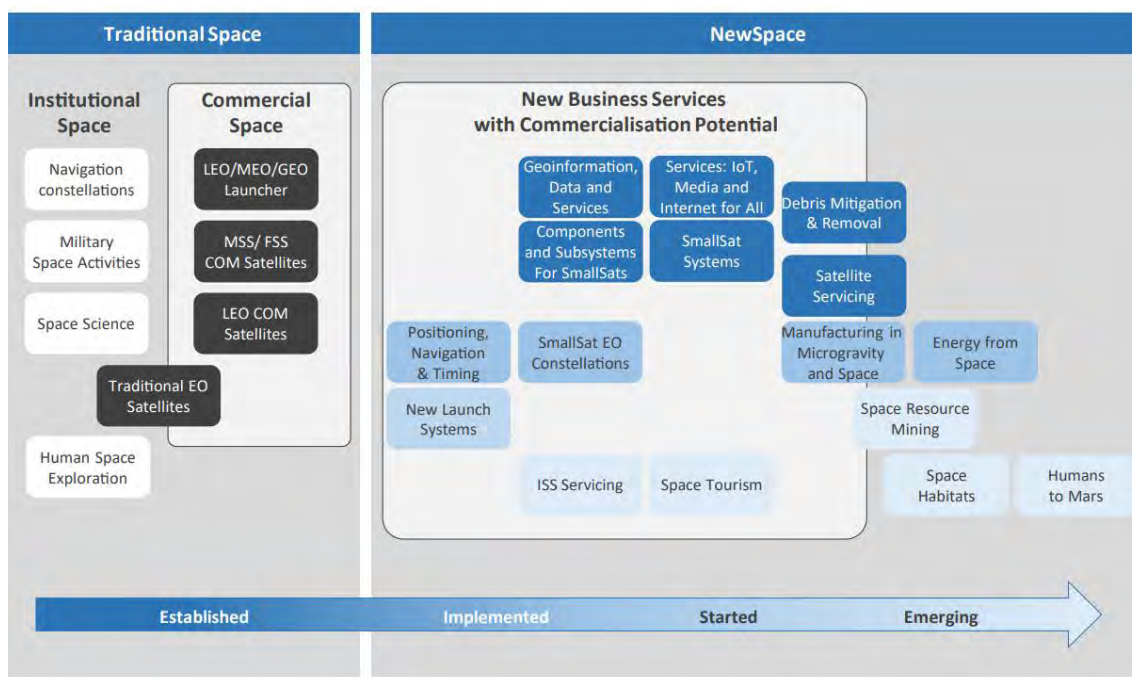 Traditional Space
NewSpace
Institutional
Space
Commercial
Space
New Business Services
with Commercialisation Potential
Navigation
constellations
LEO/MEO/GEO
Launcher
Geoinformation,
Data and
Services
Services: IoT,
Media and
Internet for All
Debris Mitigation
& Removal
Military
Space Activities
MSS/ FSS
COM Satellites
Components
and Subsystems
For SmallSats
SmallSat
Systems
Satellite
Servicing
Space Science
LEO COM
Satellites
Positioning,
Navigation
& Timing
SmallSat EO
Constellations
Manufacturing in
Microgravity
and Space
Energy from
Space
Traditional EO
Satellites
New Launch
Systems
Space Resource
Mining
Human Space
Exploration
ISS Servicing
Space Tourism
Space
Habitats
Humans
to Mars
Established
Implemented
Started
Emerging